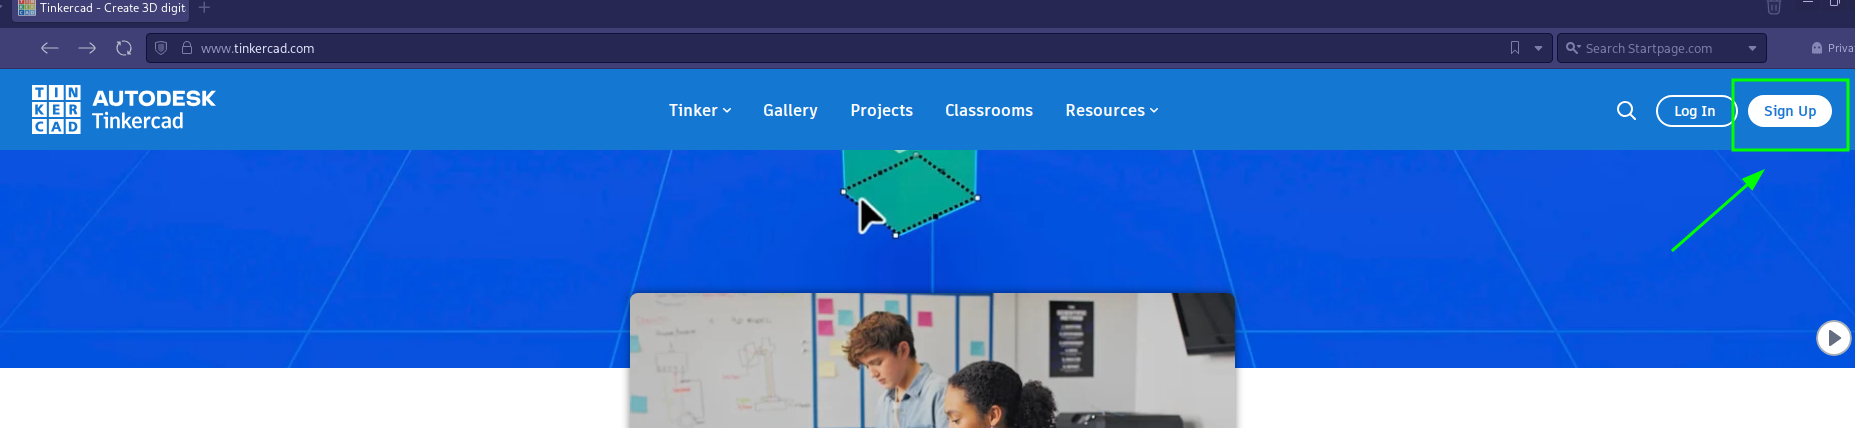 Tinkercad - Create 3D digit
www.tinkercad.com
Search Startpage.com
Priva
TIN
KER
CAD
AUTODESK
Tinkercad
Tinker
Gallery
Projects
Classrooms
Resources
Log In
Sign Up